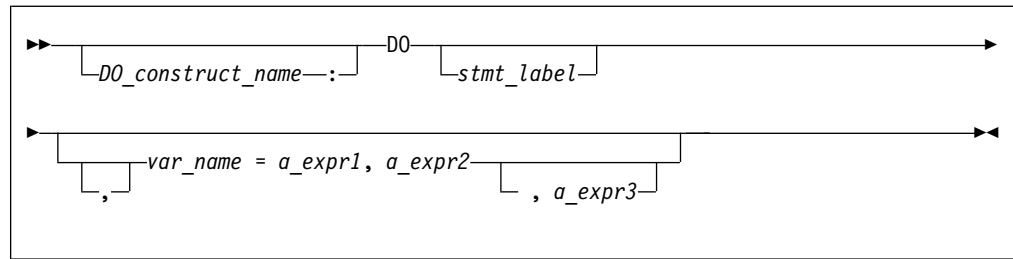 DO
DO_construct_name : stmt_label
var_name = a_expr1, a_expr2
, , a_expr3